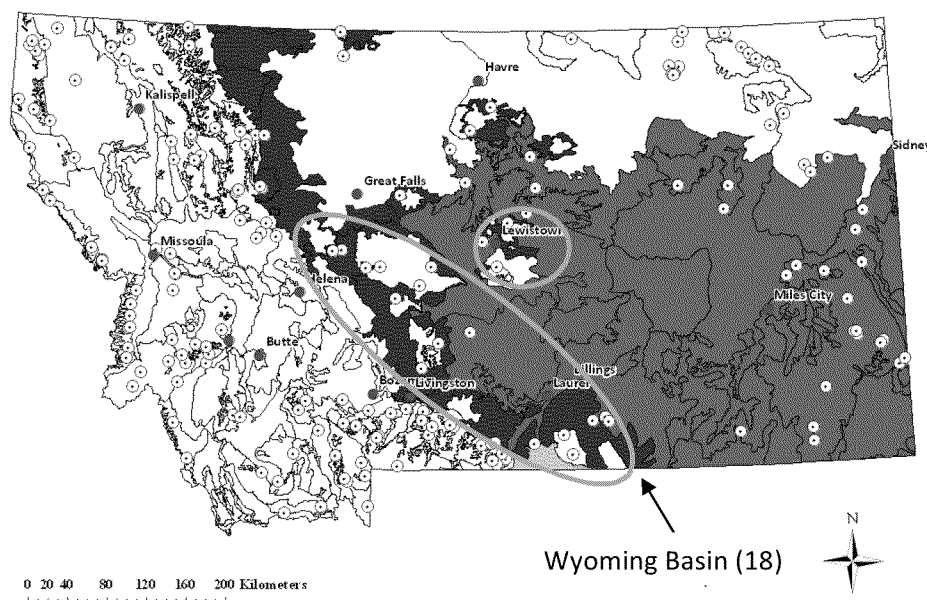 Havre
Kalispell
Sidney
Great Falls
Lewistown
Missoula
Helena
Miles City
Butte
Billings
Laurel
Livingston
Wyoming Basin (18)
N
0 20 40 80 120 160 200 Kilometers